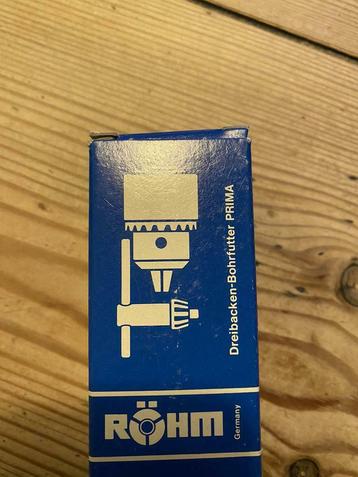 Dreibacken-Bohrfutter PRIMA
RÖHM
Germany